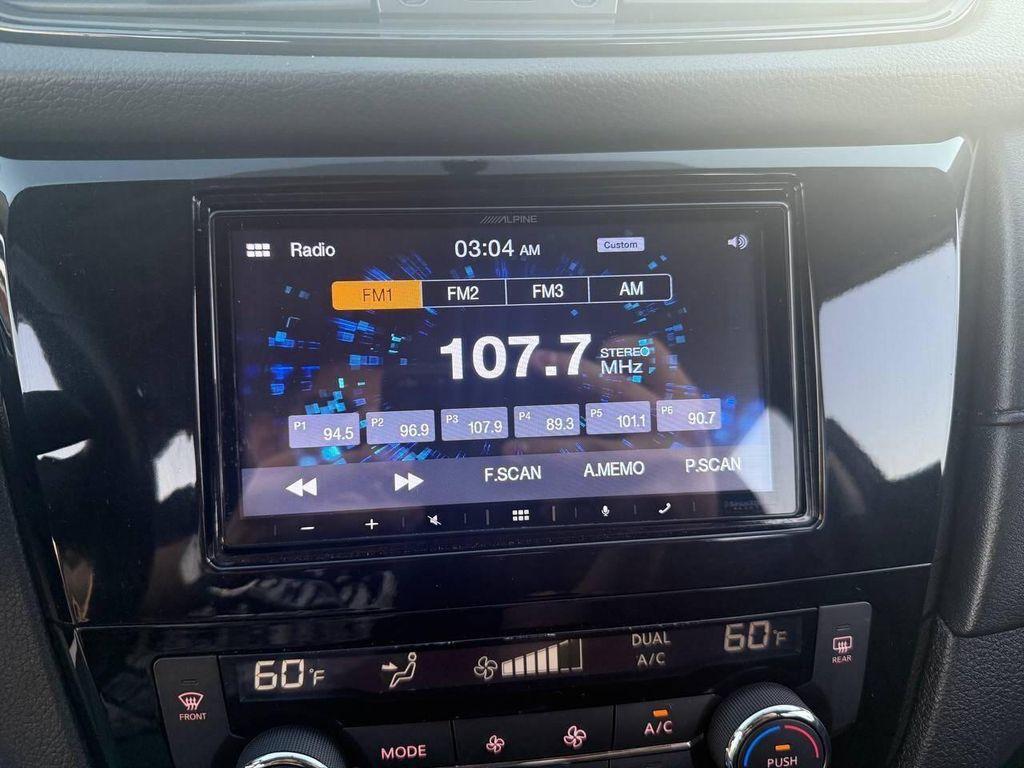 ALPINE
Radio 03:04 AM Custom
FM1 FM2 FM3 AM
107.7 STEREO MHz
P1 94.5 P2 96.9 P3 107.9 P4 89.3 P5 101.1 P6 90.7
F.SCAN A.MEMO P.SCAN
60°F DUAL A/C 60°F
FRONT REAR
MODE A/C
PUSH